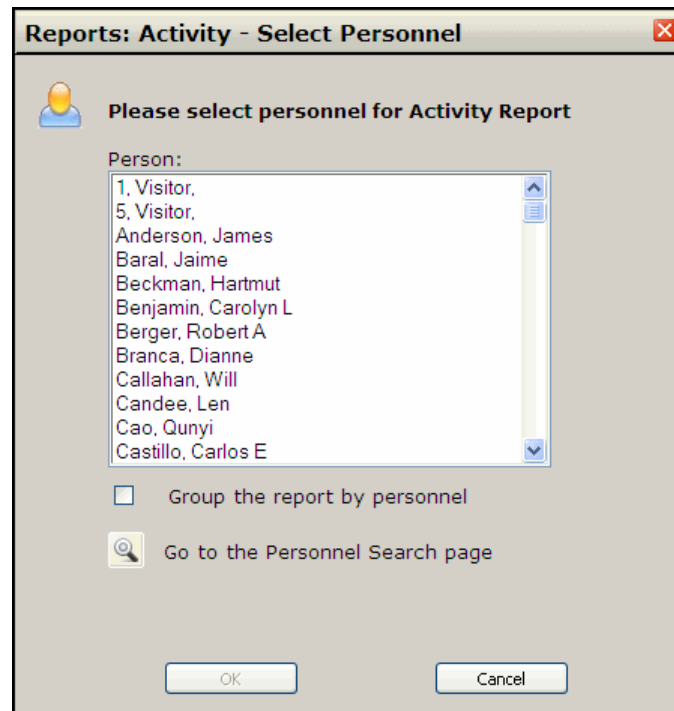 Reports: Activity - Select Personnel
Please select personnel for Activity Report
Person:
1, Visitor,
5, Visitor,
Anderson, James
Baral, Jaime
Beckman, Hartmut
Benjamin, Carolyn L
Berger, Robert A
Branca, Dianne
Callahan, Will
Candee, Len
Cao, Qunyi
Castillo, Carlos E
Group the report by personnel
Go to the Personnel Search page
OK Cancel